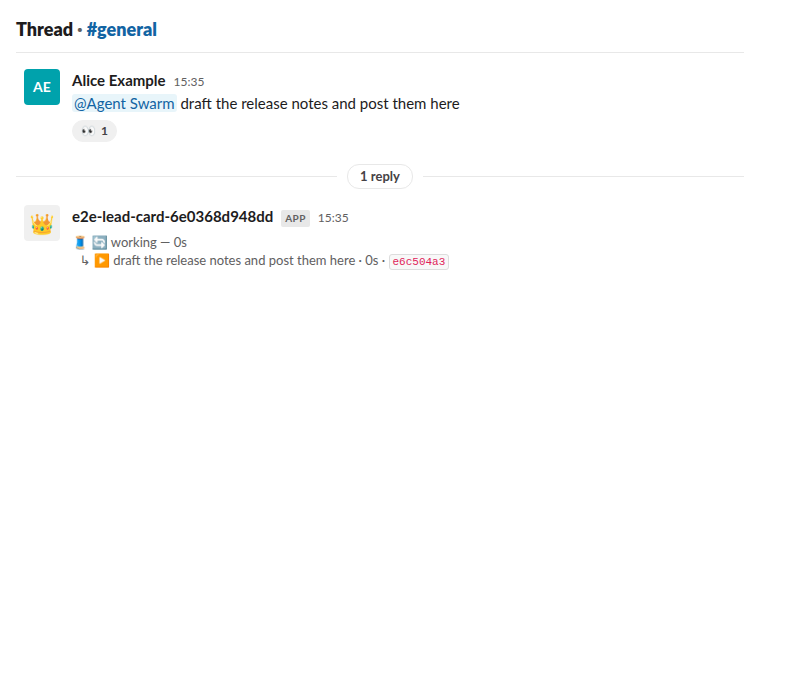 Thread • #general
AE
Alice Example 15:35
@Agent Swarm draft the release notes and post them here
👀 1
1 reply
e2e-lead-card-6e0368d948dd APP 15:35
🧵 🔄 working — 0s
↳ ▶️ draft the release notes and post them here · 0s · e6c504a3